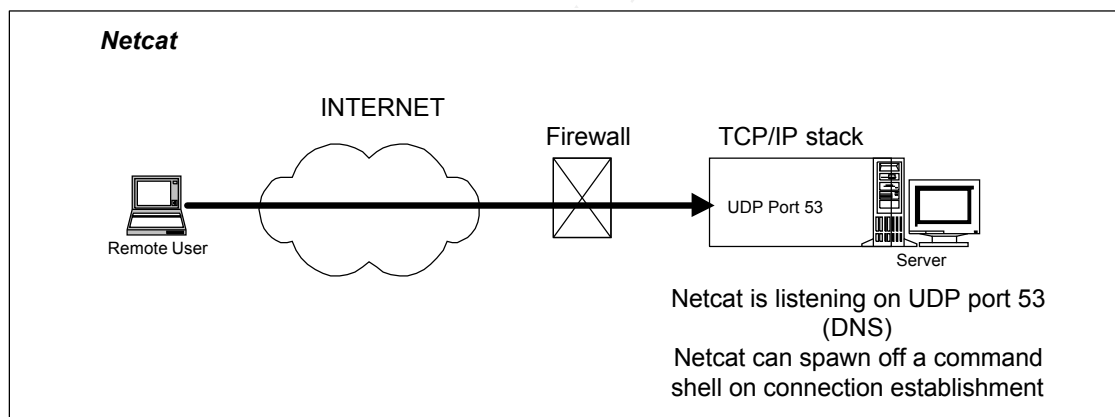 Netcat
INTERNET
Firewall
TCP/IP stack
UDP Port 53
Remote User
Server
Netcat is listening on UDP port 53
(DNS)
Netcat can spawn off a command
shell on connection establishment